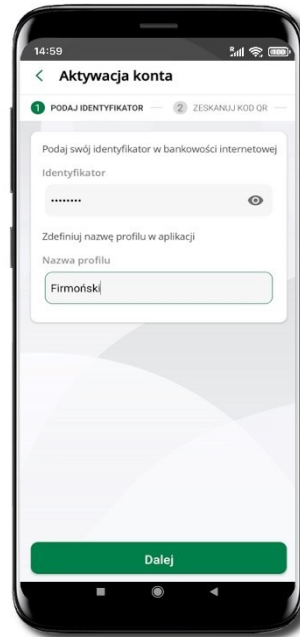 14:59
Aktywacja konta
1 PODAJ IDENTYFIKATOR 2 ZESKANUJ KOD QR
Podaj swój identyfikator w bankowości internetowej
Identyfikator
••••••••
Zdefiniuj nazwę profilu w aplikacji
Nazwa profilu
Firmoński
Dalej